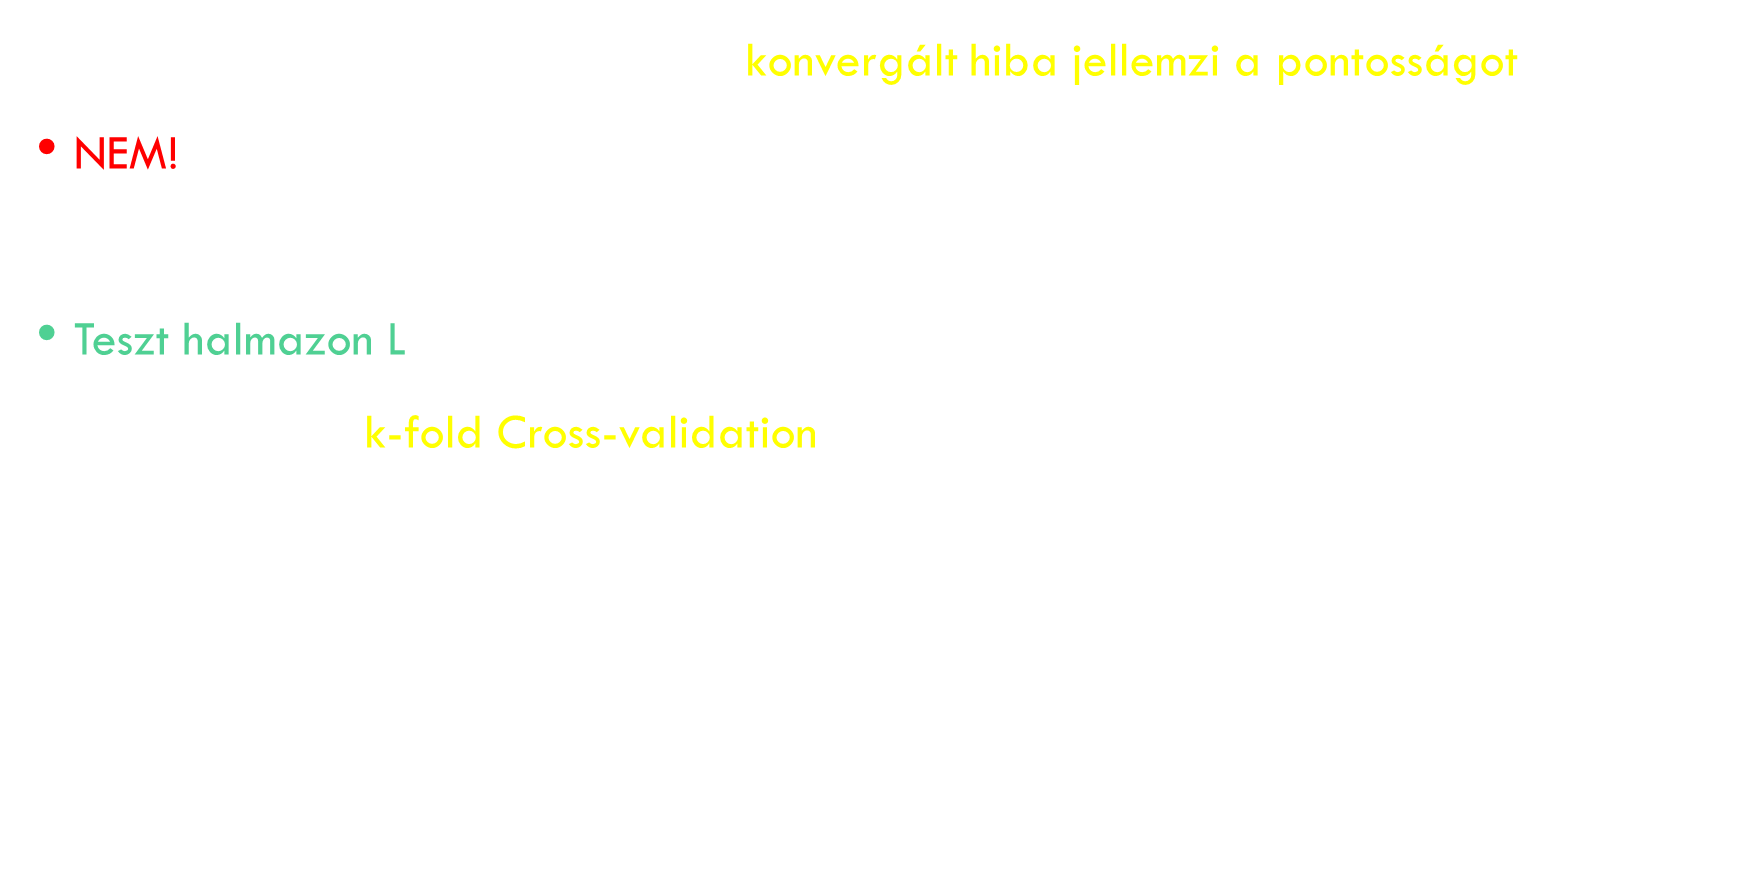 konvergált hiba jellemzi a pontosságot
• NEM!
• Teszt halmazon L
k-fold Cross-validation